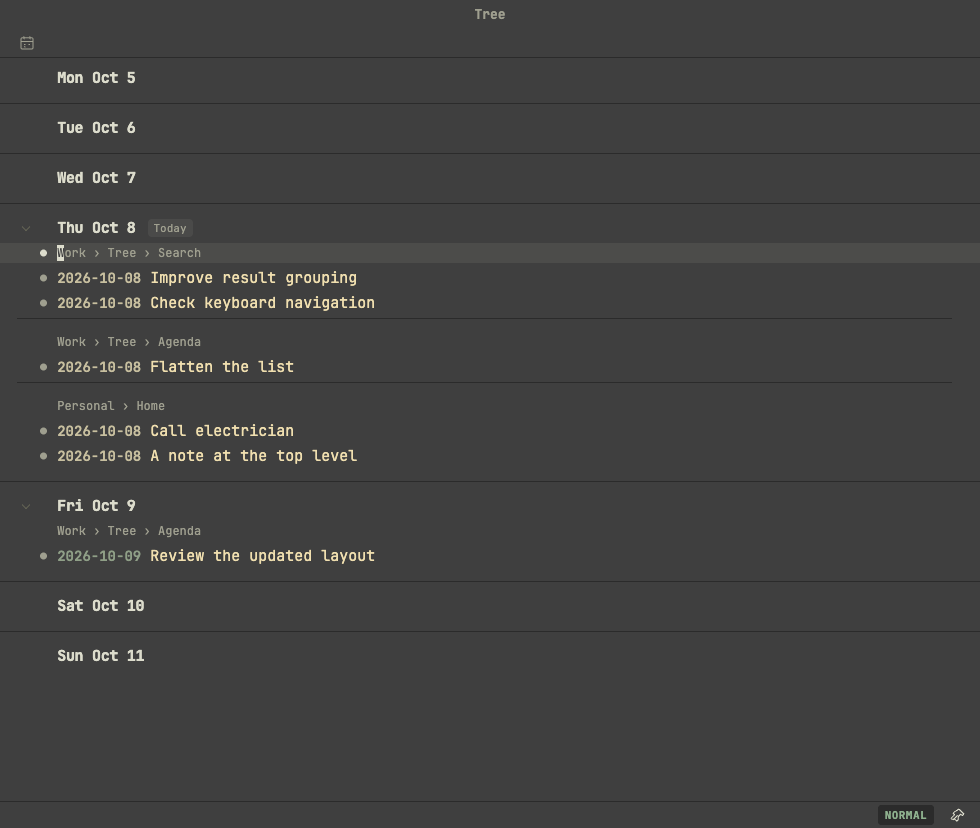 Tree
Mon Oct 5
Tue Oct 6
Wed Oct 7
Thu Oct 8 Today
Work › Tree › Search
2026-10-08 Improve result grouping
2026-10-08 Check keyboard navigation
Work › Tree › Agenda
2026-10-08 Flatten the list
Personal › Home
2026-10-08 Call electrician
2026-10-08 A note at the top level
Fri Oct 9
Work › Tree › Agenda
2026-10-09 Review the updated layout
Sat Oct 10
Sun Oct 11
NORMAL